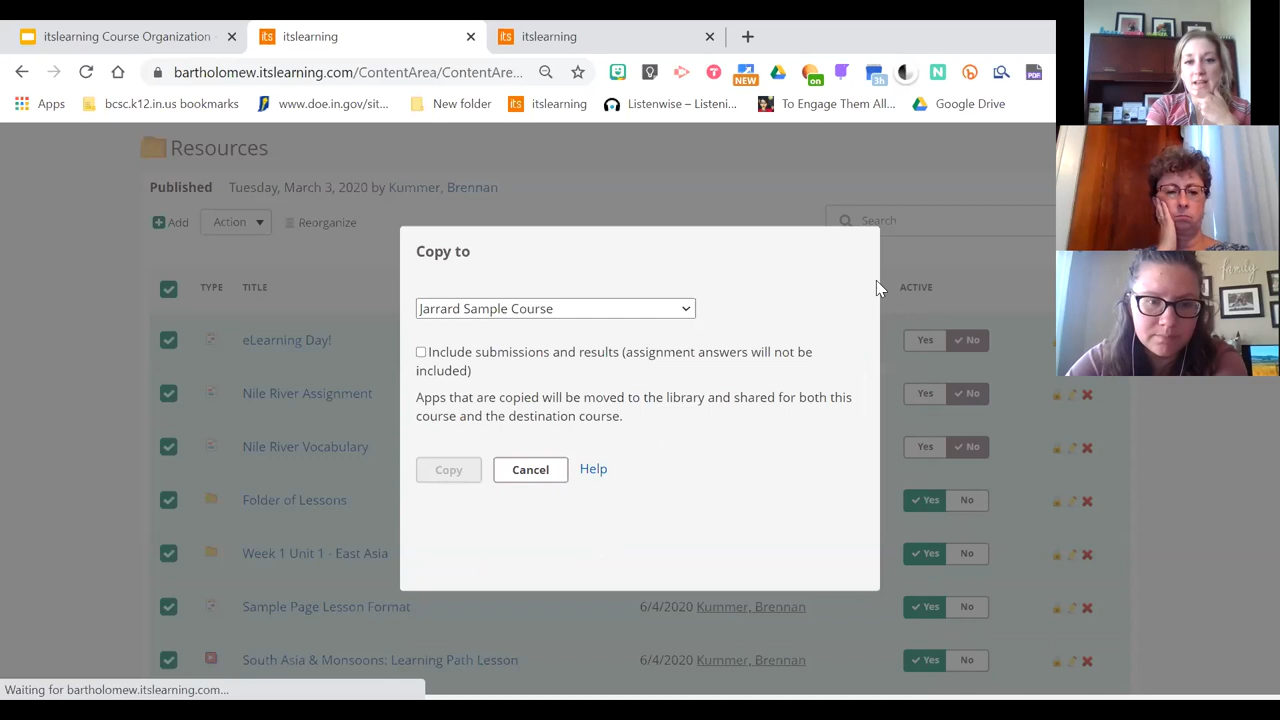 itslearning Course Organization
itslearning
itslearning
bartholomew.itslearning.com/ContentArea/ContentAre...
NEW
on
3h
PDF
Apps
bcsc.k12.in.us bookmarks
www.doe.in.gov/sit...
New folder
its itslearning
Listenwise – Listeni...
To Engage Them All...
Google Drive
Resources
Published Tuesday, March 3, 2020 by Kummer, Brennan
Add Action Reorganize
Search
TYPE TITLE ACTIVE
eLearning Day! Yes No
Nile River Assignment Yes No
Nile River Vocabulary Yes No
Folder of Lessons Yes No
Week 1 Unit 1 - East Asia Yes No
Sample Page Lesson Format 6/4/2020 Kummer, Brennan Yes No
South Asia & Monsoons: Learning Path Lesson 6/4/2020 Kummer, Brennan Yes No
Copy to
Jarrard Sample Course
Include submissions and results (assignment answers will not be
included)
Apps that are copied will be moved to the library and shared for both this
course and the destination course.
Copy Cancel Help
Waiting for bartholomew.itslearning.com...
family